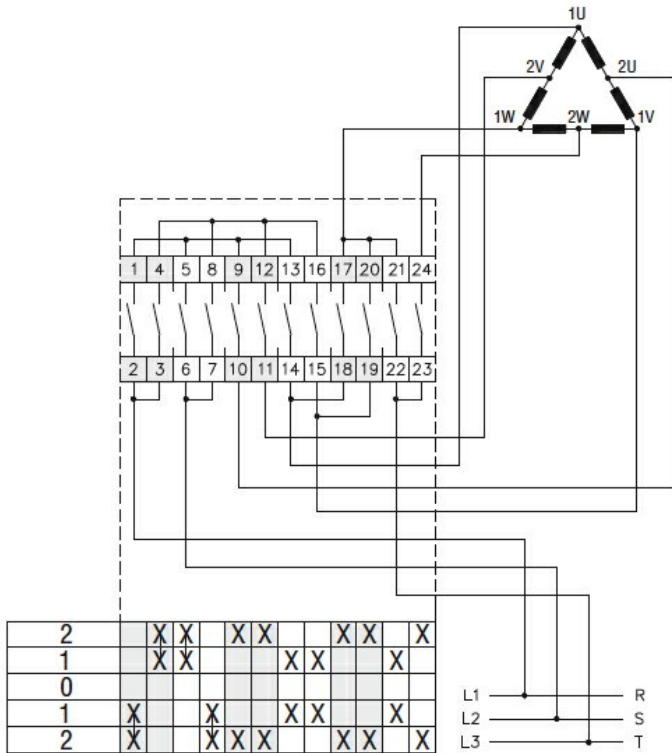 1U
2V 2U
1W 2W 1V
1 4 5 8 9 12 13 16 17 20 21 24
2 3 6 7 10 11 14 15 18 19 22 23
2 X X X X X X X
1 X X X X X
0
1 X X X X X
2 X X X X X X X
L1 R
L2 S
L3 T